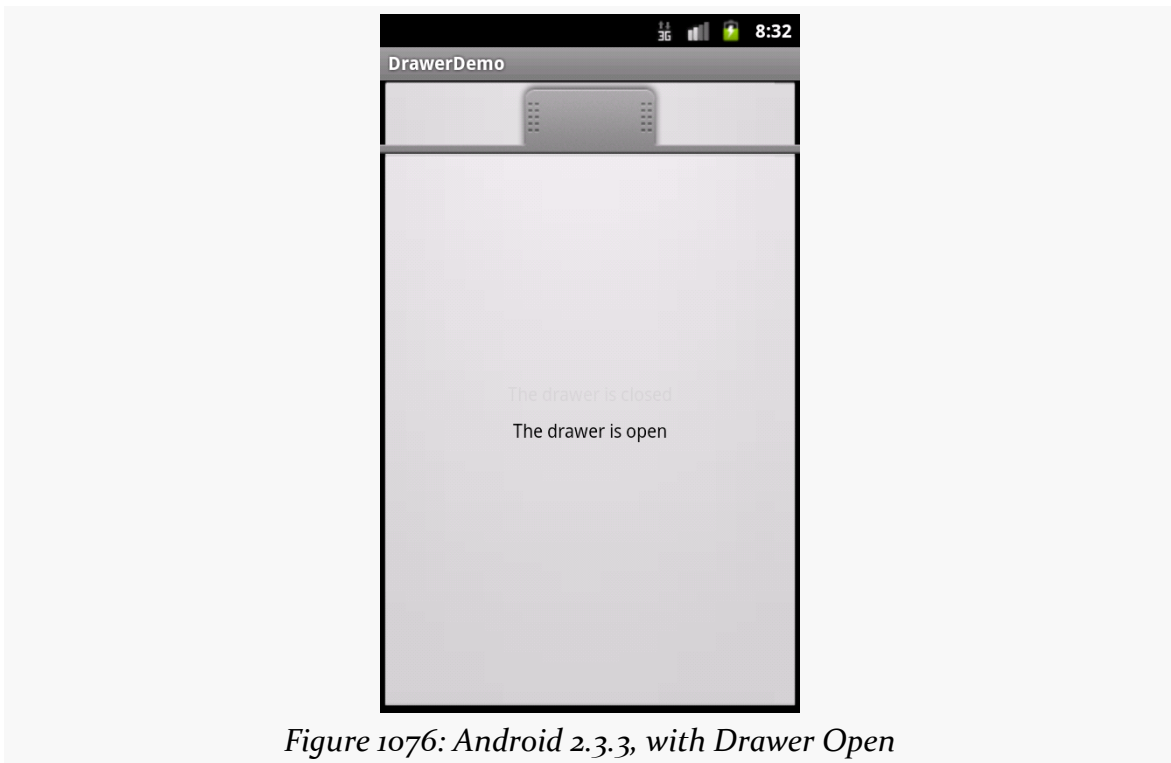 3G 8:32
DrawerDemo
The drawer is closed
The drawer is open
Figure 1076: Android 2.3.3, with Drawer Open